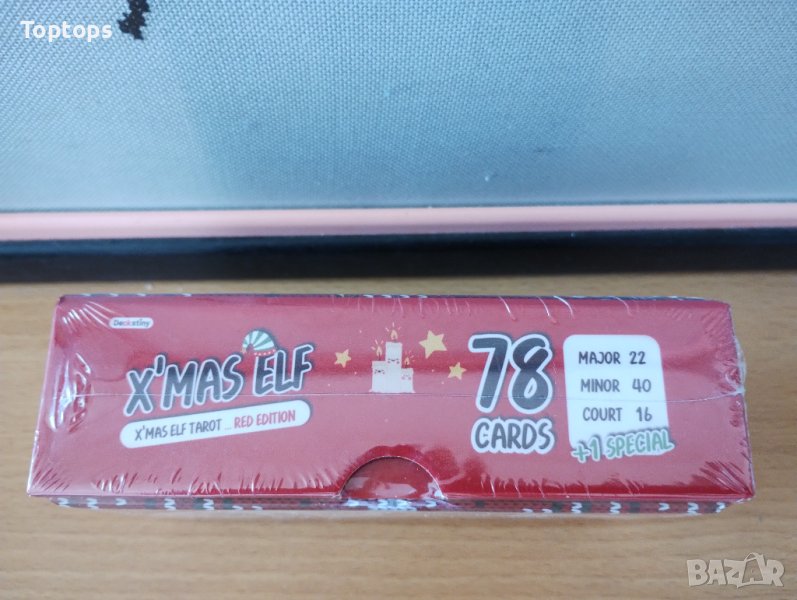 Toptops
Deckstiny
X'MAS ELF
X'MAS ELF TAROT ... RED EDITION
78
CARDS
MAJOR 22
MINOR 40
COURT 16
+1 SPECIAL
BAZAR